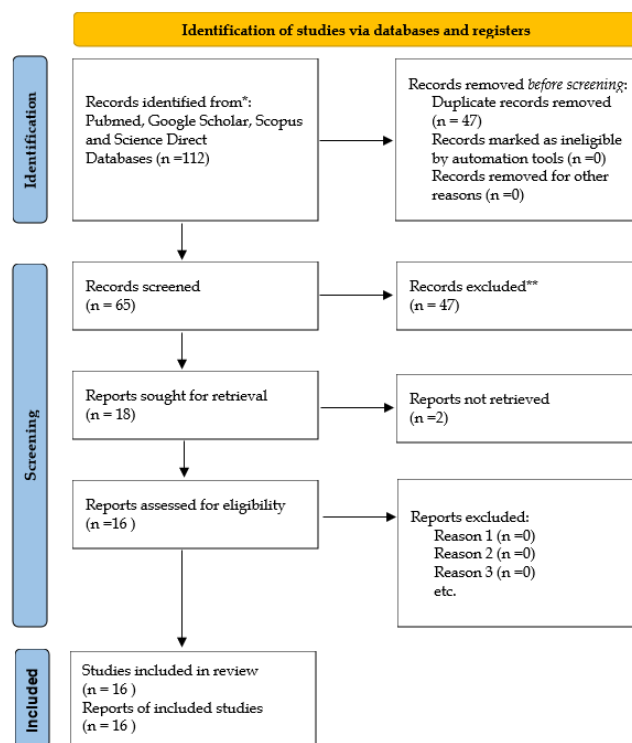 Identification of studies via databases and registers
Identification
Records identified from*:
Pubmed, Google Scholar, Scopus
and Science Direct
Databases (n =112)
Records removed before screening:
Duplicate records removed
(n = 47)
Records marked as ineligible
by automation tools (n =0)
Records removed for other
reasons (n =0)
Screening
Records screened
(n = 65)
Records excluded**
(n = 47)
Reports sought for retrieval
(n = 18)
Reports not retrieved
(n =2)
Reports assessed for eligibility
(n =16 )
Reports excluded:
Reason 1 (n =0)
Reason 2 (n =0)
Reason 3 (n =0)
etc.
Included
Studies included in review
(n = 16 )
Reports of included studies
(n = 16 )